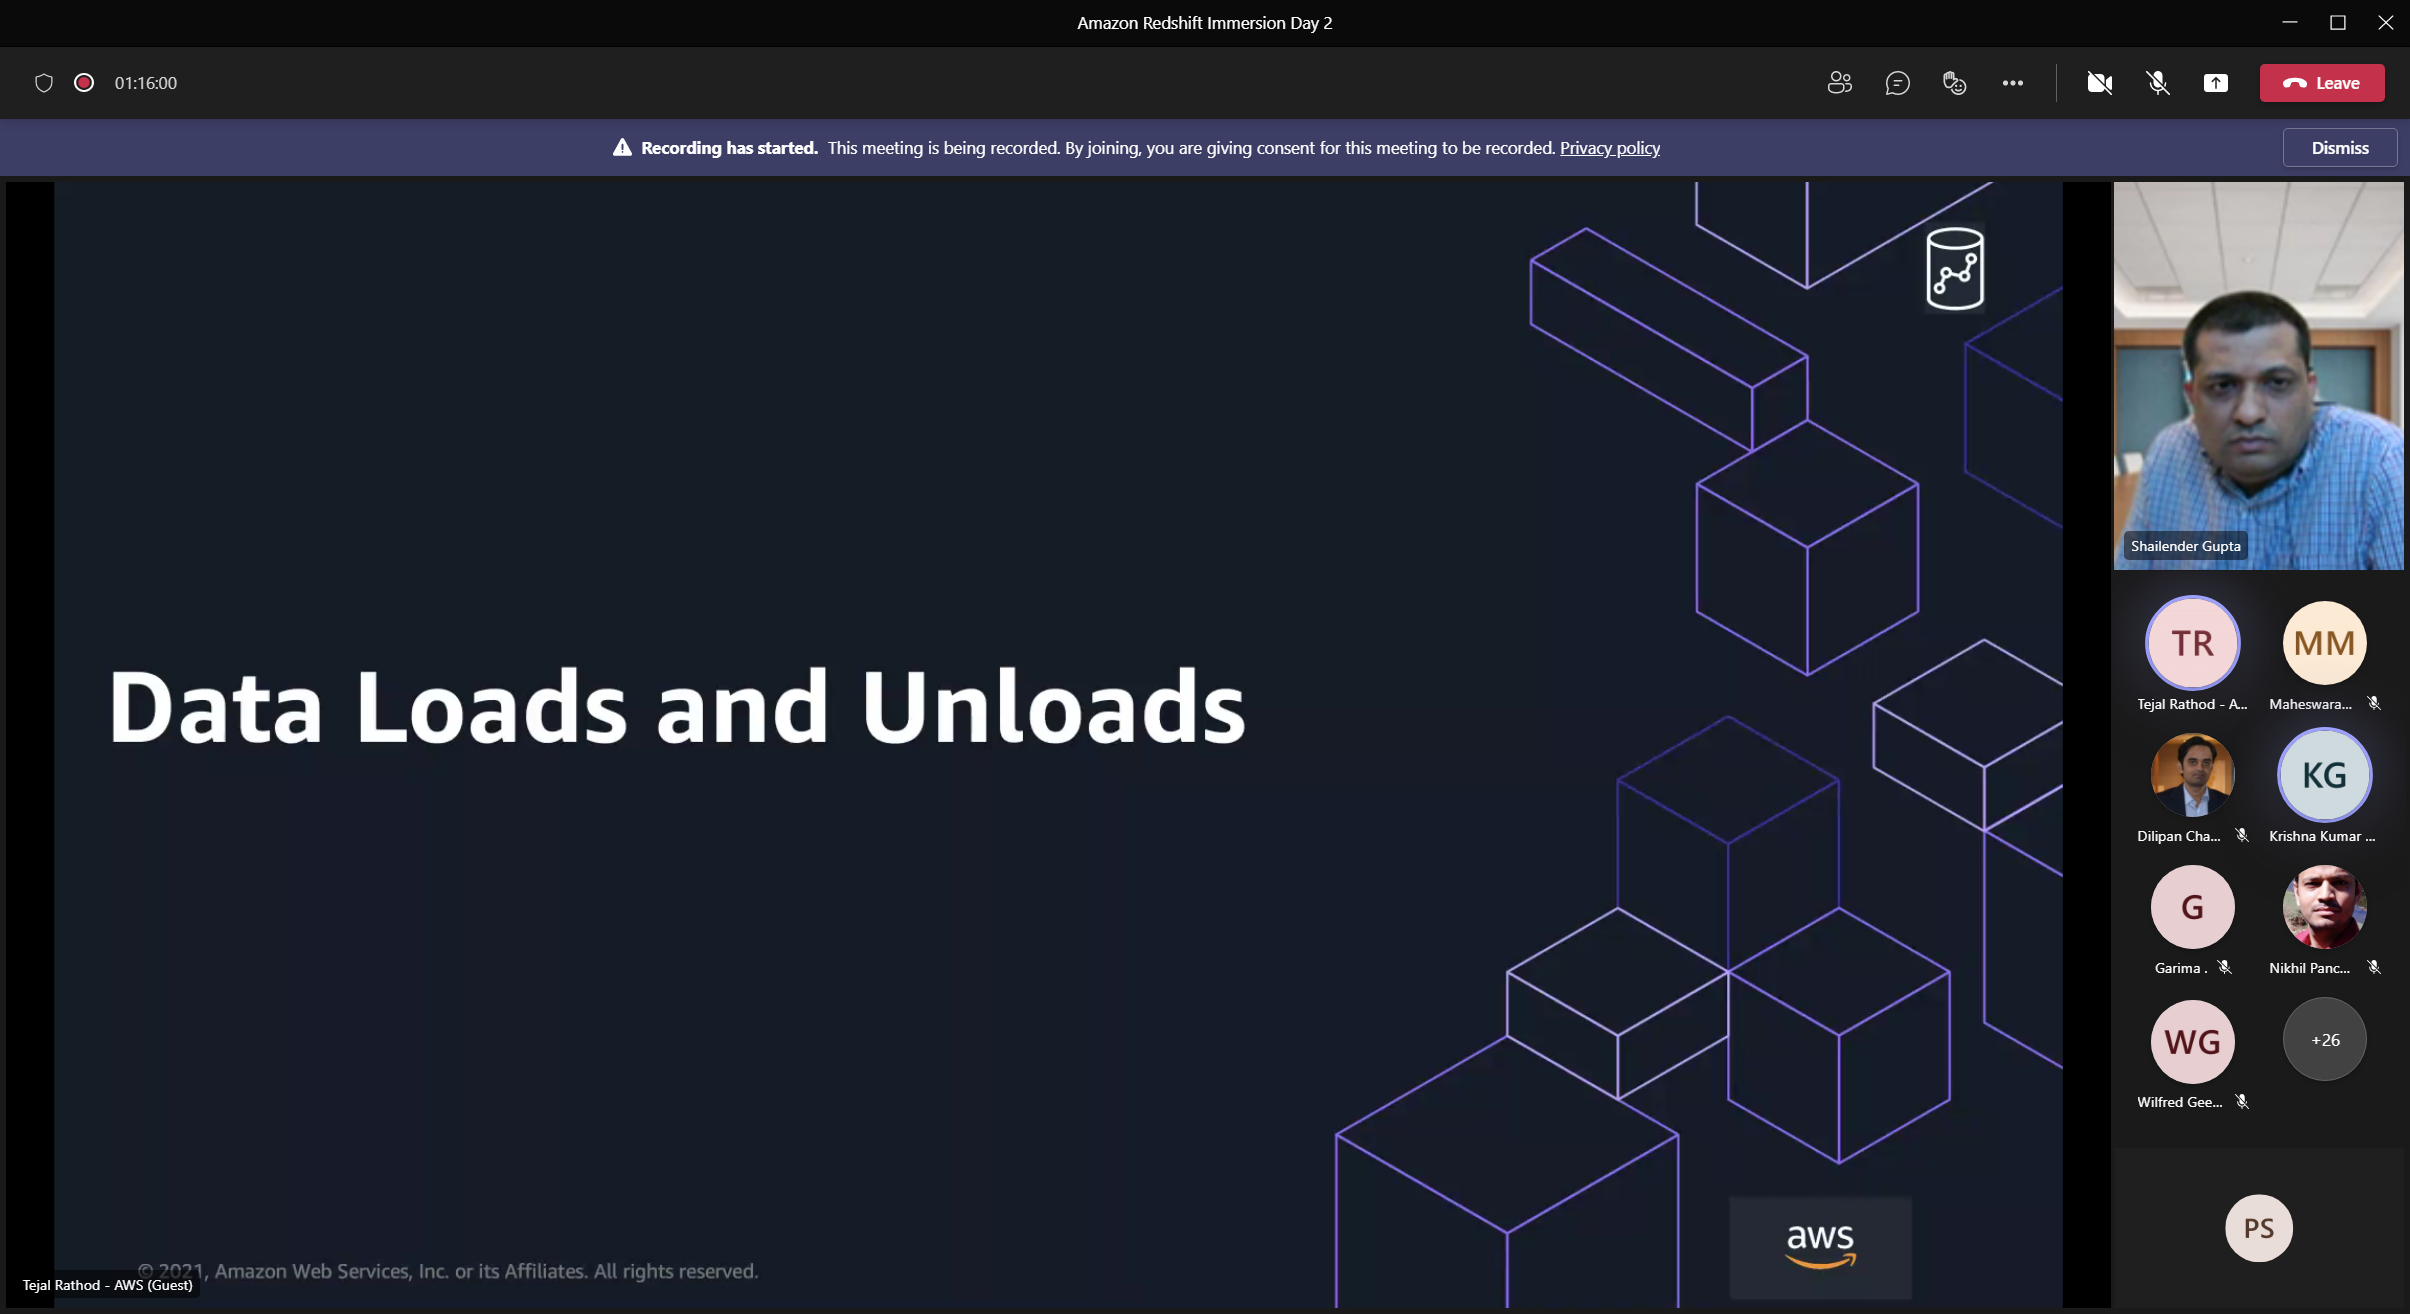 Amazon Redshift Immersion Day 2
01:16:00
Leave
Recording has started. This meeting is being recorded. By joining, you are giving consent for this meeting to be recorded. Privacy policy
Dismiss
Data Loads and Unloads
© 2021, Amazon Web Services, Inc. or its Affiliates. All rights reserved.
Tejal Rathod - AWS (Guest)
aws
Shailender Gupta
TR
MM
Tejal Rathod - A...
Maheswara...
KG
Dilipan Cha...
Krishna Kumar ...
G
Garima .
Nikhil Panc...
WG
+26
Wilfred Gee...
PS